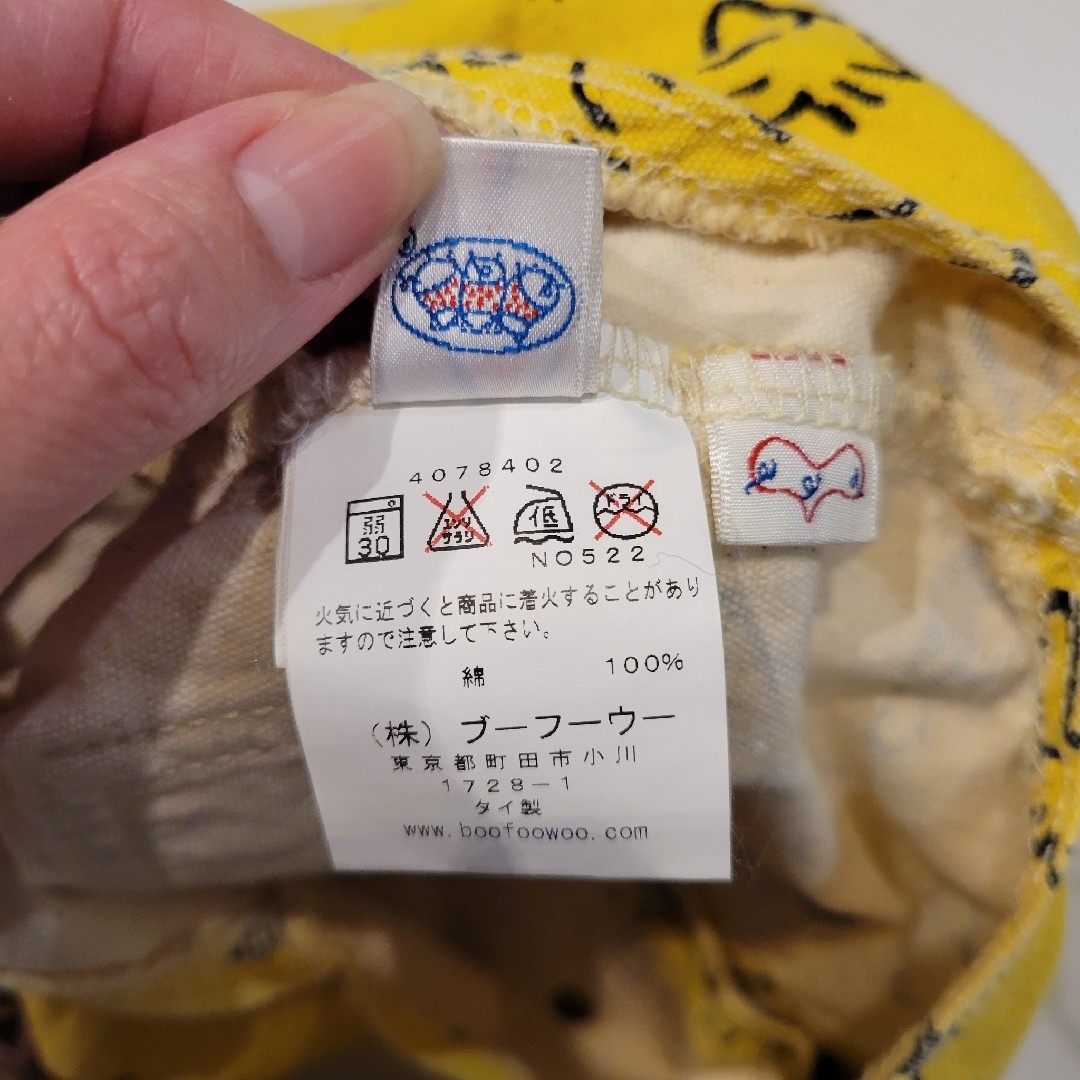 4078402
弱
30
エンソ
サラシ
低
ドライ
NO522
火気に近づくと商品に着火することがあり
ますので注意して下さい。
綿 100%
(株) ブーフーウー
東京都町田市小川
1728-1
タイ製
www.boofoowoo.com